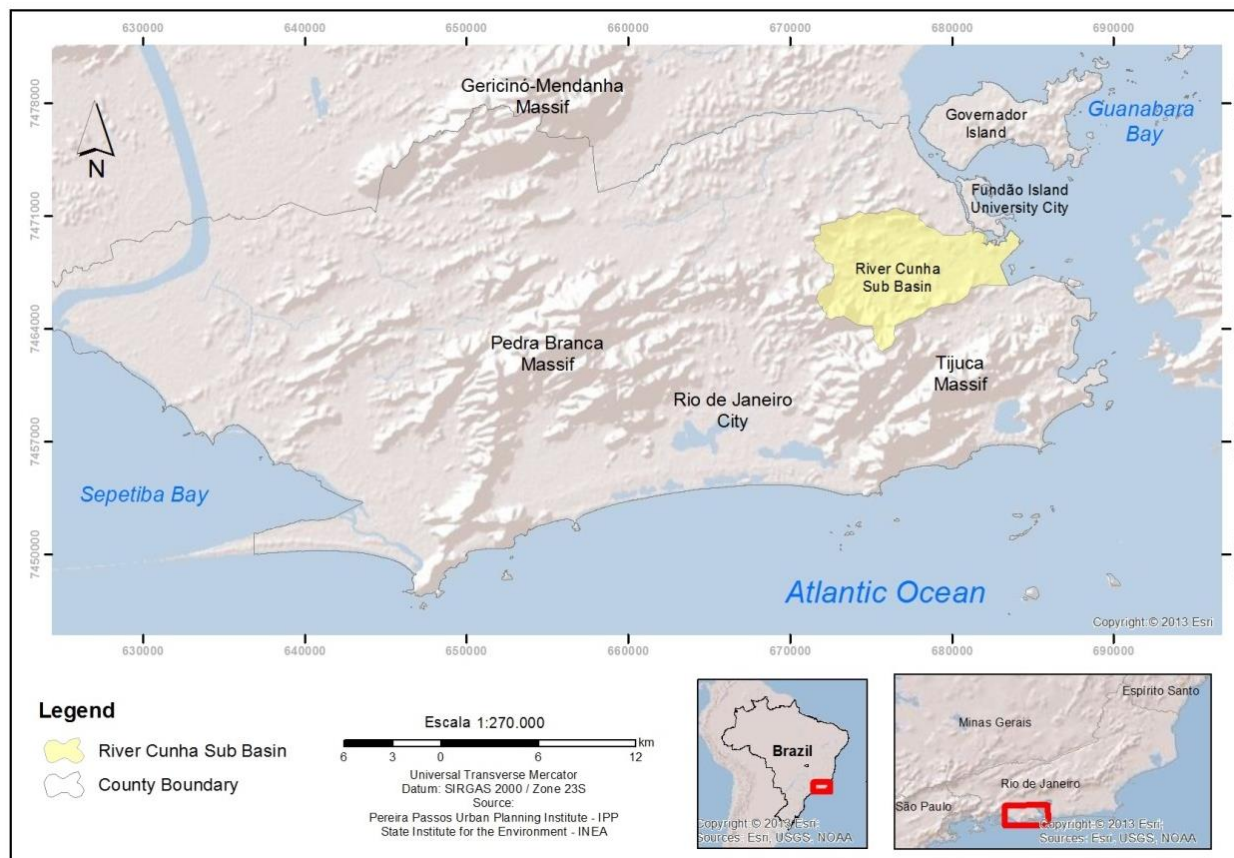 630000
640000
650000
660000
670000
680000
690000
7478000
7471000
7464000
7457000
7450000
N
Gericinó-Mendanha
Massif
Governador
Island
Guanabara
Bay
Fundão Island
University City
River Cunha
Sub Basin
Pedra Branca
Massif
Tijuca
Massif
Rio de Janeiro
City
Sepetiba Bay
Atlantic Ocean
Copyright:© 2013 Esri
7478000
7471000
7464000
7457000
7450000
630000
640000
650000
660000
670000
680000
690000
Legend
River Cunha Sub Basin
County Boundary
Escala 1:270.000
6 3 0 6 12 km
Universal Transverse Mercator
Datum: SIRGAS 2000 / Zone 23S
Source:
Pereira Passos Urban Planning Institute - IPP
State Institute for the Environment - INEA
Brazil
Copyright © 2013 Esri;
Sources: Esri, USGS, NOAA
Espírito Santo
Minas Gerais
Rio de Janeiro
São Paulo
Copyright:© 2013 Esri;
Sources: Esri, USGS, NOAA